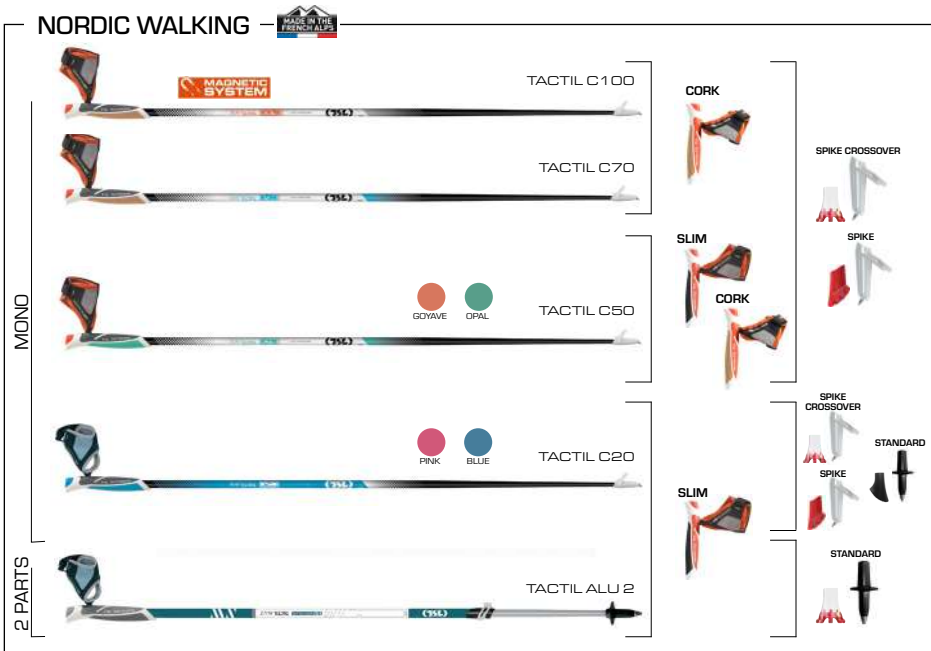 NORDIC WALKING
MADE IN THE
FRENCH ALPS
MAGNETIC
SYSTEM
TACTIL C100
CORK
SPIKE CROSSOVER
TACTIL C70
SPIKE
SLIM
CORK
GOYAVE
OPAL
TACTIL C50
MONO
SPIKE
CROSSOVER
STANDARD
PINK
BLUE
TACTIL C20
SPIKE
SLIM
STANDARD
2 PARTS
TACTIL ALU 2